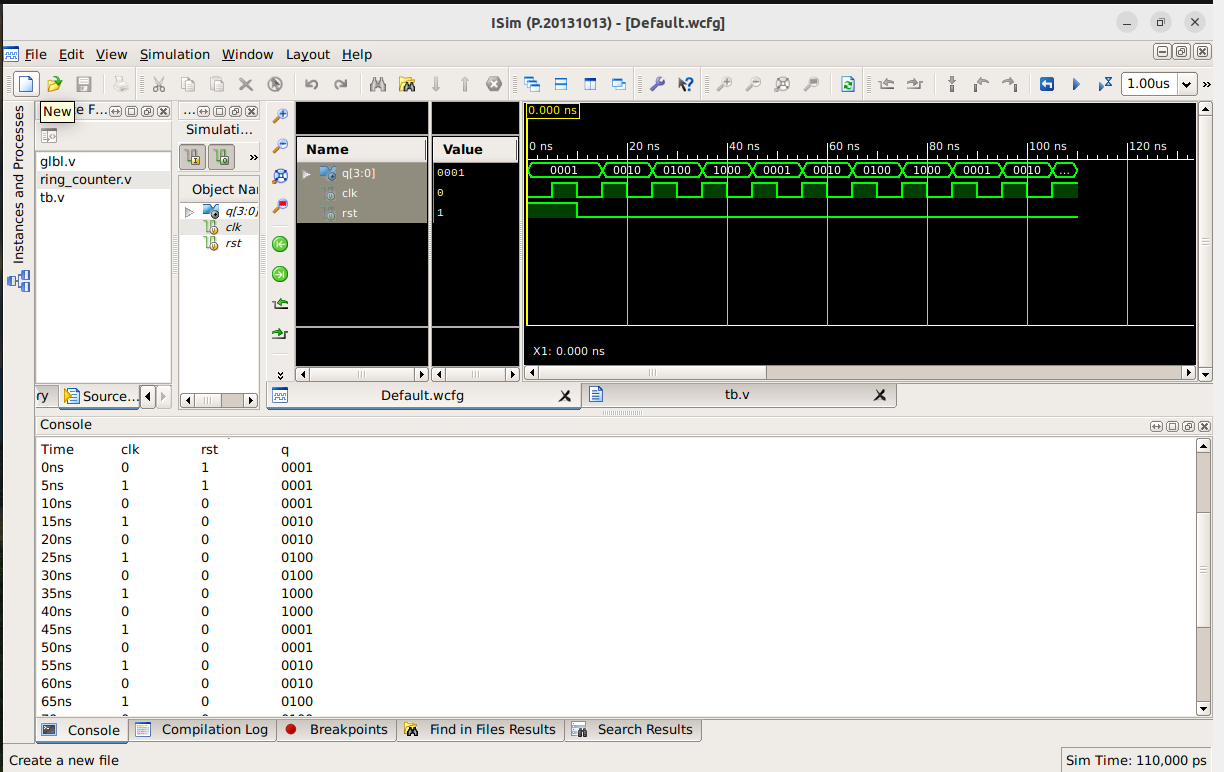 ISim (P.20131013) - [Default.wcfg]
File Edit View Simulation Window Layout Help
1.00us
»
New
e F...
...
Simulati...
»
Instances and Processes
glbl.v
ring_counter.v
tb.v
Object Nar
q[3:0]
clk
rst
ry
Source...
Name Value
q[3:0] 0001
clk 0
rst 1
0.000 ns
0 ns 20 ns 40 ns 60 ns 80 ns 100 ns 120 ns
0001 0010 0100 1000 0001 0010 0100 1000 0001 0010 ...
X1: 0.000 ns
Default.wcfg
tb.v
Console
Time clk rst q
0ns 0 1 0001
5ns 1 1 0001
10ns 0 0 0001
15ns 1 0 0010
20ns 0 0 0010
25ns 1 0 0100
30ns 0 0 0100
35ns 1 0 1000
40ns 0 0 1000
45ns 1 0 0001
50ns 0 0 0001
55ns 1 0 0010
60ns 0 0 0010
65ns 1 0 0100
Console Compilation Log Breakpoints Find in Files Results Search Results
Create a new file
Sim Time: 110,000 ps